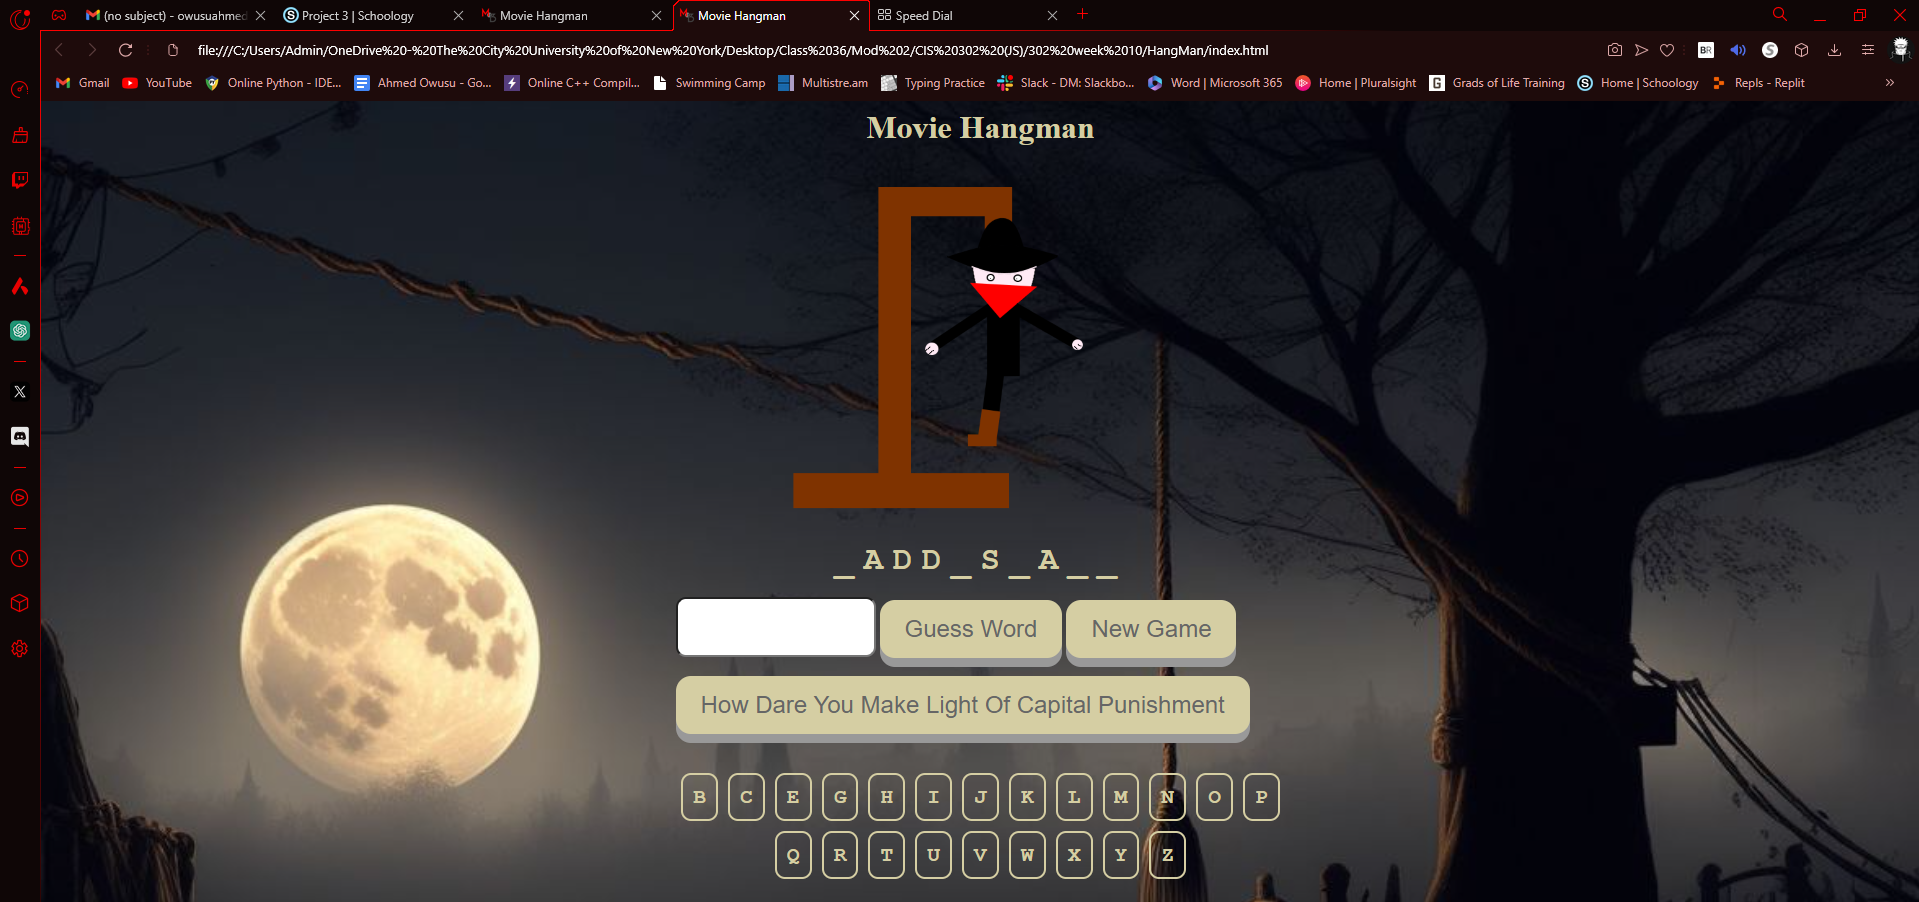 (no subject) - owusuahmed
Project 3 | Schoology
Movie Hangman
Movie Hangman
Speed Dial
file:///C:/Users/Admin/OneDrive%20-%20The%20City%20University%20of%20New%20York/Desktop/Class%2036/Mod%202/CIS%20302%20(JS)/302%20week%2010/HangMan/index.html
Gmail YouTube Online Python - IDE... Ahmed Owusu - Go... Online C++ Compil... Swimming Camp Multistre.am Typing Practice Slack - DM: Slackbo... Word | Microsoft 365 Home | Pluralsight Grads of Life Training Home | Schoology Repls - Replit
Movie Hangman
_ A D D _ S _ A _ _
Guess Word New Game
How Dare You Make Light Of Capital Punishment
B C E G H I J K L M N O P
Q R T U V W X Y Z